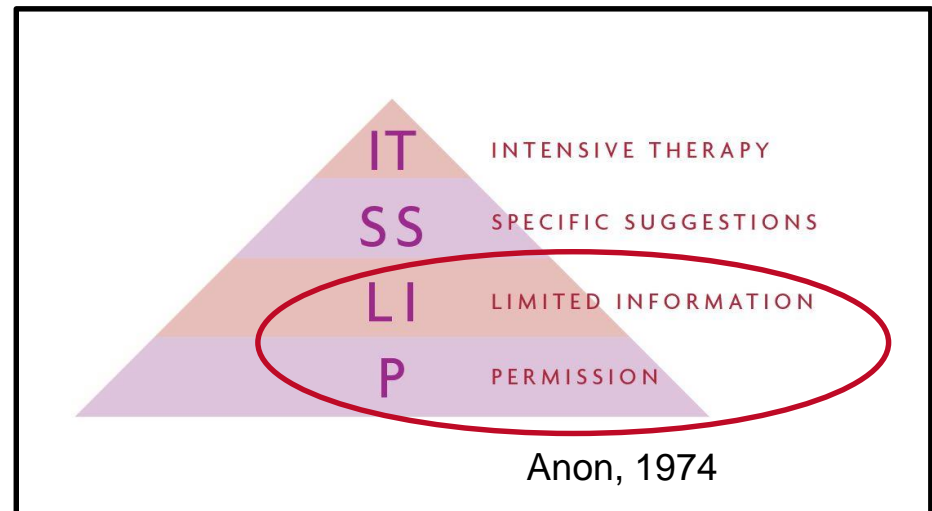 IT INTENSIVE THERAPY
SS SPECIFIC SUGGESTIONS
LI LIMITED INFORMATION
P PERMISSION
Anon, 1974